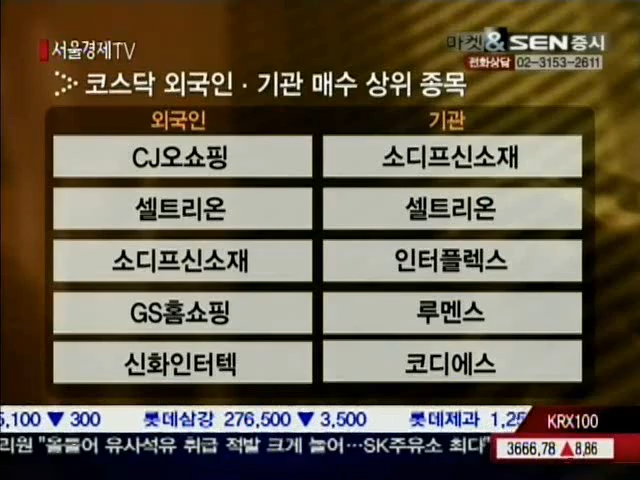 서울경제TV
마켓&SEN증시
전화상담 02-3153-2611
코스닥 외국인 · 기관 매수 상위 종목
외국인 기관
CJ오쇼핑 소디프신소재
셀트리온 셀트리온
소디프신소재 인터플렉스
GS홈쇼핑 루멘스
신화인터텍 코디에스
5,100 ▼ 300 롯데삼강 276,500 ▼ 3,500 롯데제과 1,25 KRX100
리원 "올들어 유사석유 취급 적발 크게 늘어…SK주유소 최다" 3666,78 ▲8,86